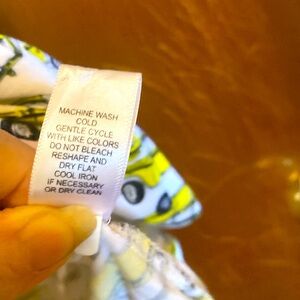 MACHINE WASH
COLD
GENTLE CYCLE
WITH LIKE COLORS
DO NOT BLEACH
RESHAPE AND
DRY FLAT
COOL IRON
IF NECESSARY
OR DRY CLEAN